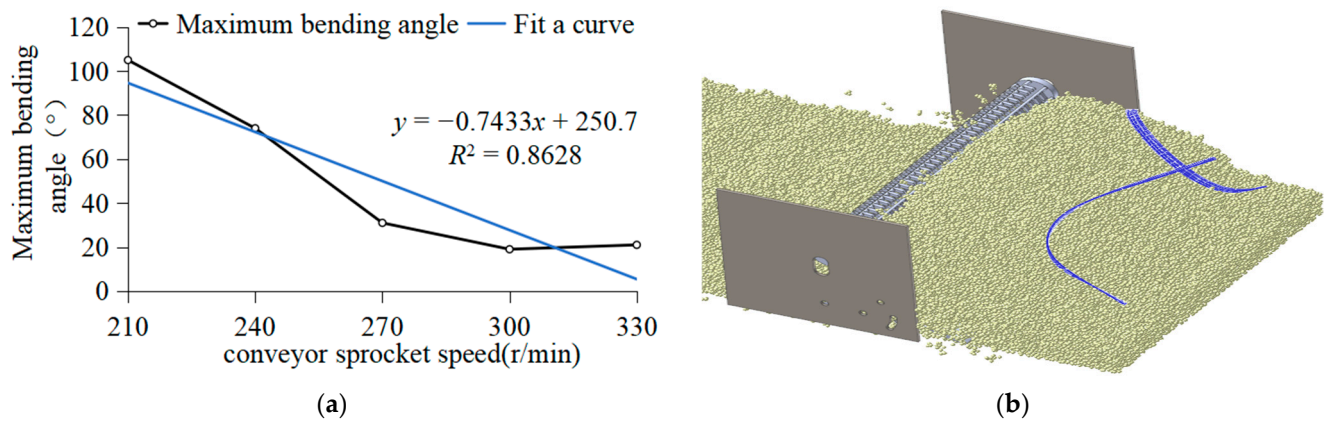 Maximum bending angle
Fit a curve
Maximum bending
angle (°)
120
100
80
60
40
20
0
y = −0.7433x + 250.7
R² = 0.8628
210 240 270 300 330
conveyor sprocket speed(r/min)
(a)
(b)